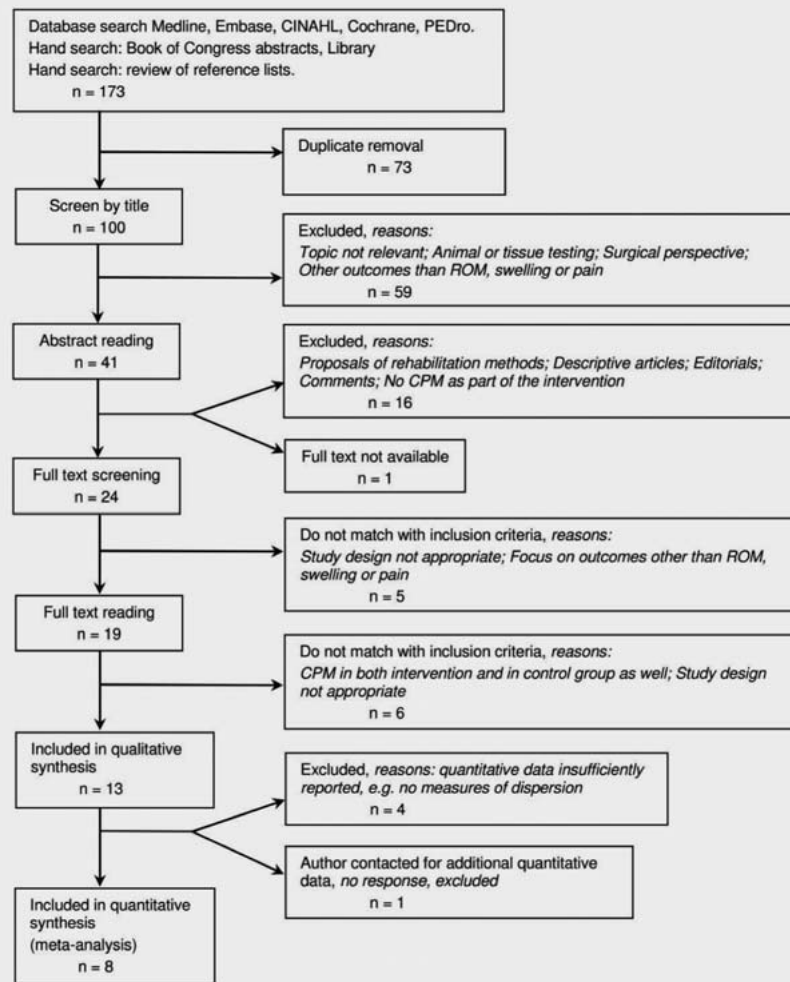 Database search Medline, Embase, CINAHL, Cochrane, PEDro.
Hand search: Book of Congress abstracts, Library
Hand search: review of reference lists.
n = 173
Duplicate removal
n = 73
Screen by title
n = 100
Excluded, reasons:
Topic not relevant; Animal or tissue testing; Surgical perspective;
Other outcomes than ROM, swelling or pain
n = 59
Abstract reading
n = 41
Excluded, reasons:
Proposals of rehabilitation methods; Descriptive articles; Editorials;
Comments; No CPM as part of the intervention
n = 16
Full text not available
n = 1
Full text screening
n = 24
Do not match with inclusion criteria, reasons:
Study design not appropriate; Focus on outcomes other than ROM,
swelling or pain
n = 5
Full text reading
n = 19
Do not match with inclusion criteria, reasons:
CPM in both intervention and in control group as well; Study design
not appropriate
n = 6
Included in qualitative
synthesis
n = 13
Excluded, reasons: quantitative data insufficiently
reported, e.g. no measures of dispersion
n = 4
Author contacted for additional quantitative
data, no response, excluded
n = 1
Included in quantitative
synthesis
(meta-analysis)
n = 8